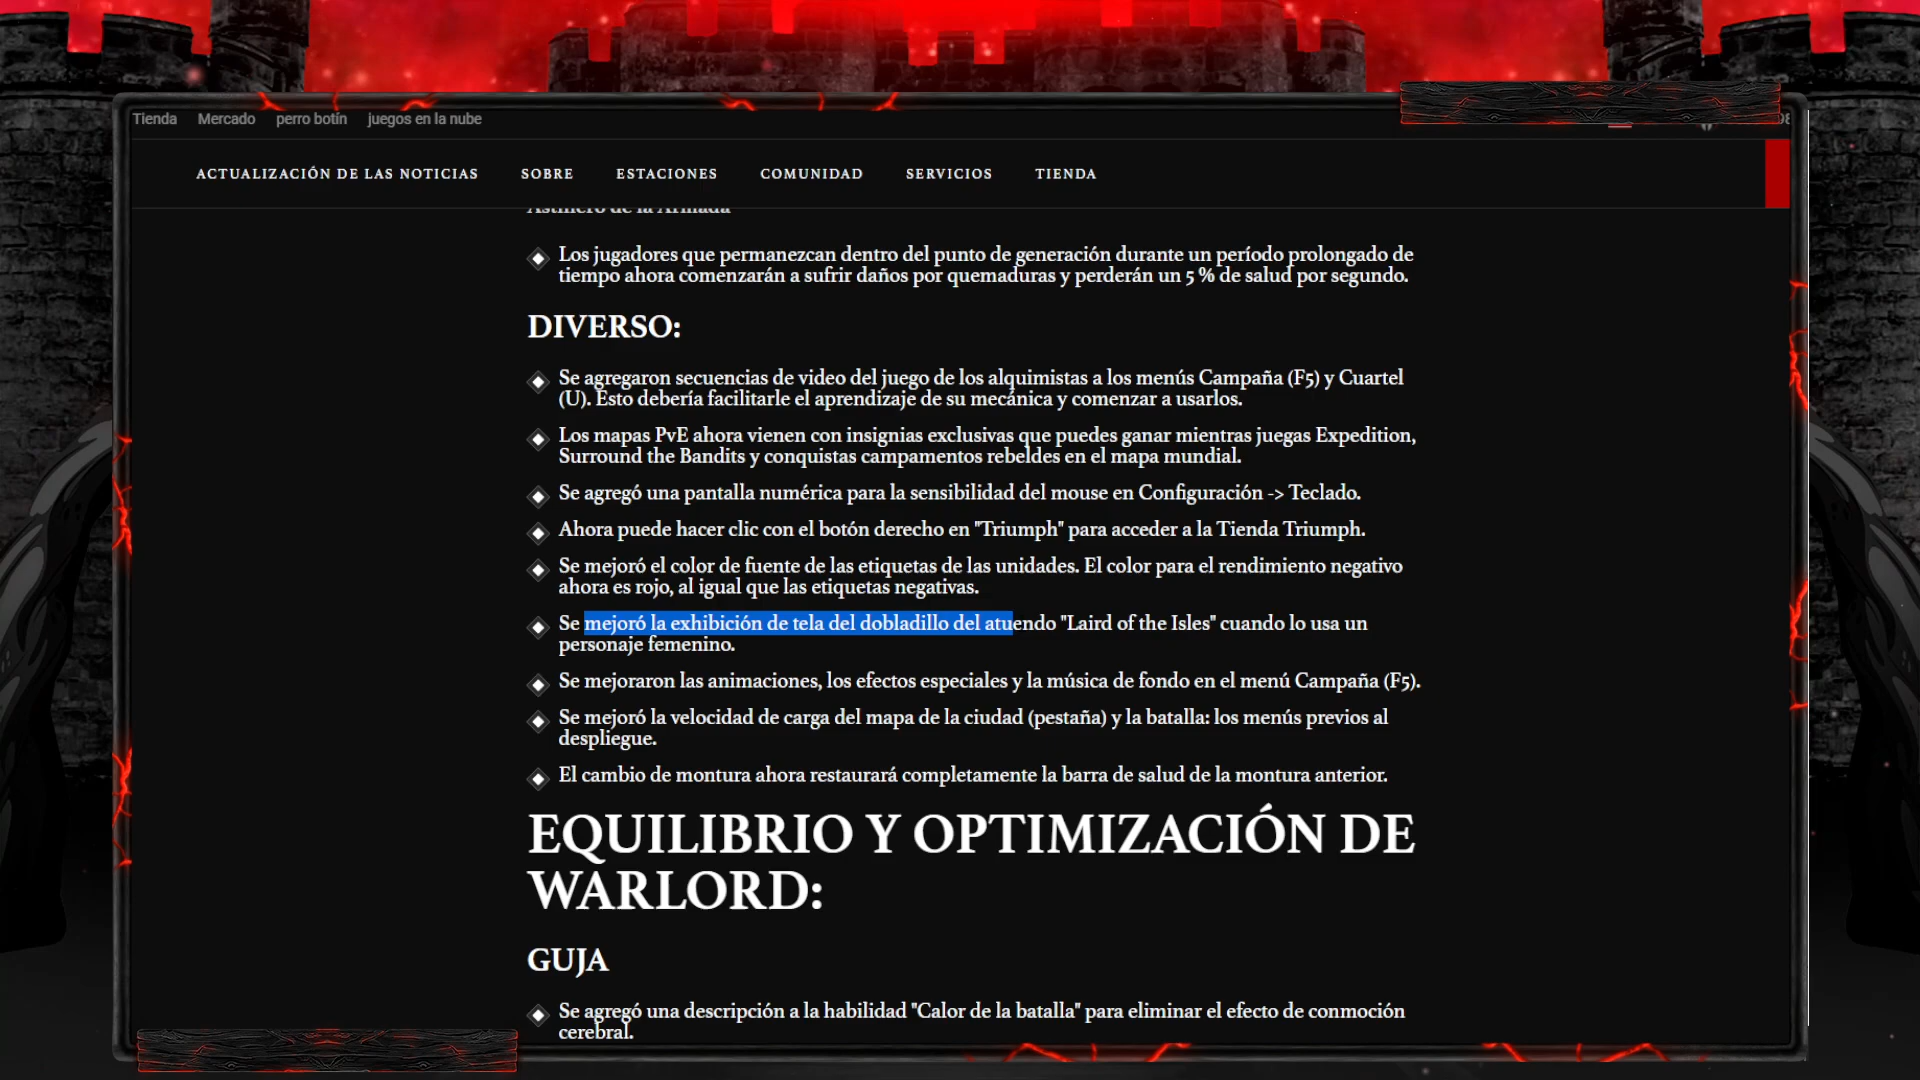 Tienda Mercado perro botín juegos en la nube
ACTUALIZACIÓN DE LAS NOTICIAS SOBRE ESTACIONES COMUNIDAD SERVICIOS TIENDA
Astillero de la Armada
Los jugadores que permanezcan dentro del punto de generación durante un período prolongado de
tiempo ahora comenzarán a sufrir daños por quemaduras y perderán un 5 % de salud por segundo.
DIVERSO:
Se agregaron secuencias de video del juego de los alquimistas a los menús Campaña (F5) y Cuartel
(U). Esto debería facilitarle el aprendizaje de su mecánica y comenzar a usarlos.
Los mapas PvE ahora vienen con insignias exclusivas que puedes ganar mientras juegas Expedition,
Surround the Bandits y conquistas campamentos rebeldes en el mapa mundial.
Se agregó una pantalla numérica para la sensibilidad del mouse en Configuración -> Teclado.
Ahora puede hacer clic con el botón derecho en "Triumph" para acceder a la Tienda Triumph.
Se mejoró el color de fuente de las etiquetas de las unidades. El color para el rendimiento negativo
ahora es rojo, al igual que las etiquetas negativas.
Se mejoró la exhibición de tela del dobladillo del atuendo "Laird of the Isles" cuando lo usa un
personaje femenino.
Se mejoraron las animaciones, los efectos especiales y la música de fondo en el menú Campaña (F5).
Se mejoró la velocidad de carga del mapa de la ciudad (pestaña) y la batalla: los menús previos al
despliegue.
El cambio de montura ahora restaurará completamente la barra de salud de la montura anterior.
EQUILIBRIO Y OPTIMIZACIÓN DE
WARLORD:
GUJA
Se agregó una descripción a la habilidad "Calor de la batalla" para eliminar el efecto de conmoción
cerebral.